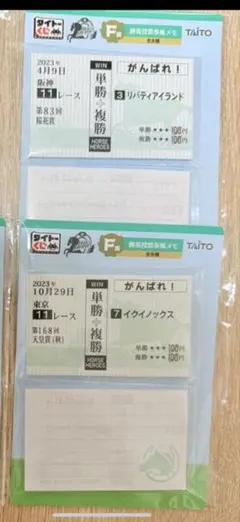 タイトーくじ
F賞
勝馬投票券風メモ
全8種
TAITO
2023年
4月9日
阪神
11レース
第83回
桜花賞
WIN
単勝+複勝
HORSE HEROES
がんばれ!
3 リバティアイランド
単勝★★★100円
複勝★★★100円
タイトーくじ
F賞
勝馬投票券風メモ
全8種
TAITO
2023年
10月29日
東京
11レース
第168回
天皇賞(秋)
WIN
単勝+複勝
HORSE HEROES
がんばれ!
7 イクイノックス
単勝★★★100円
複勝★★★100円